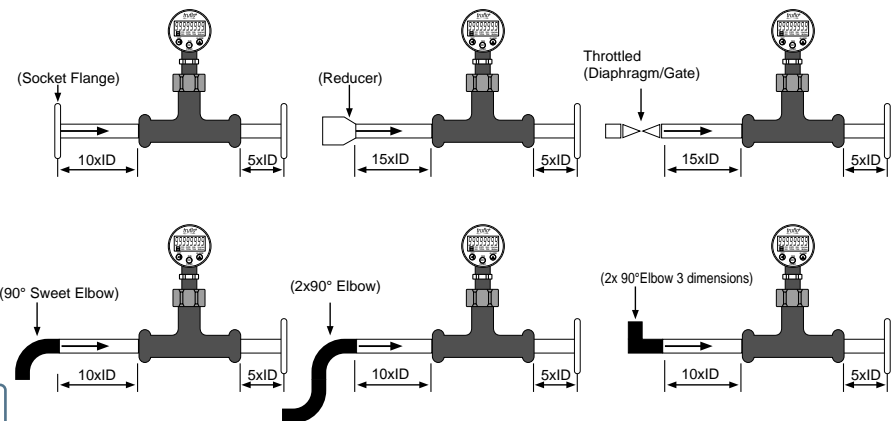 (Socket Flange)
10xID
5xID
(Reducer)
15xID
5xID
Throttled
(Diaphragm/Gate)
15xID
5xID
(90° Sweet Elbow)
10xID
5xID
(2x90° Elbow)
10xID
5xID
(2x 90°Elbow 3 dimensions)
10xID
5xID